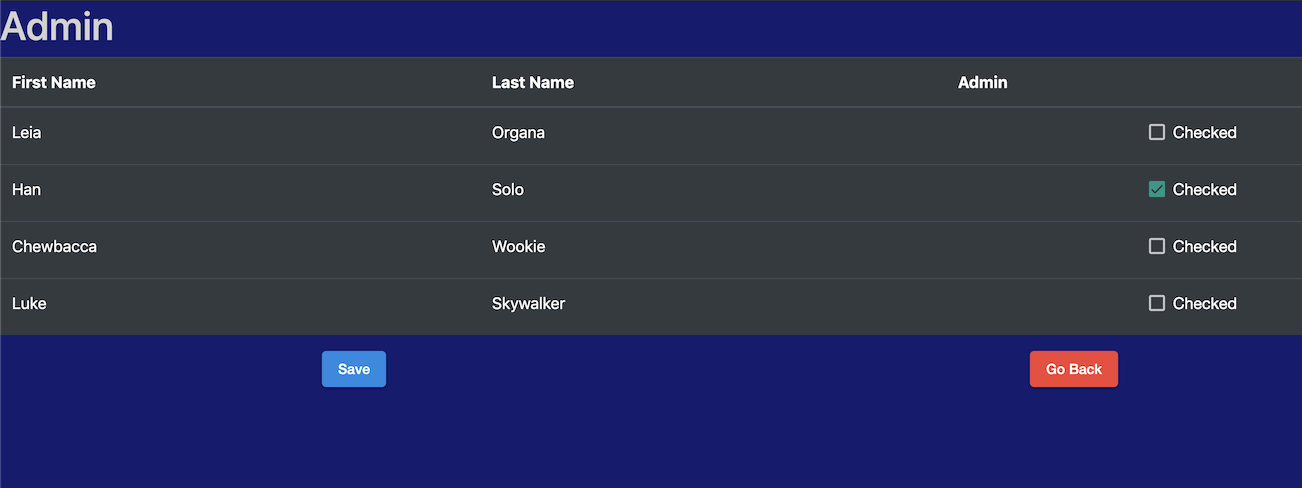 Admin
First Name Last Name Admin
Leia Organa Checked
Han Solo Checked
Chewbacca Wookie Checked
Luke Skywalker Checked
Save Go Back